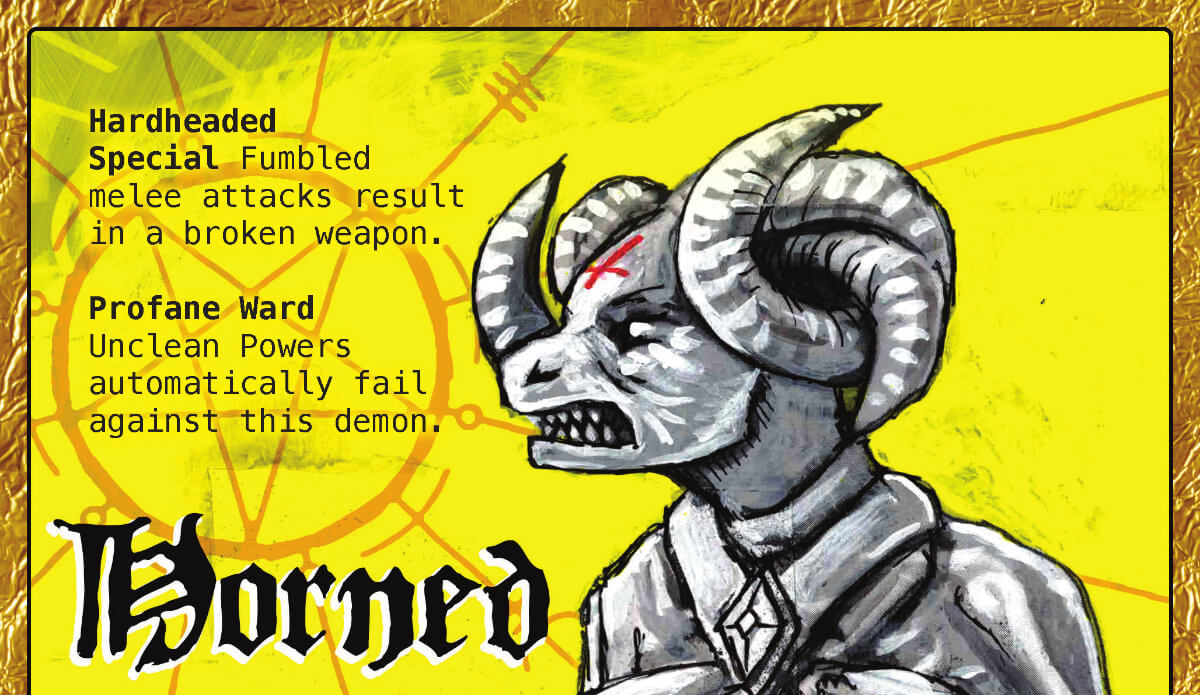 Hardheaded
Special Fumbled
melee attacks result
in a broken weapon.
Profane Ward
Unclean Powers
automatically fail
against this demon.
Horned